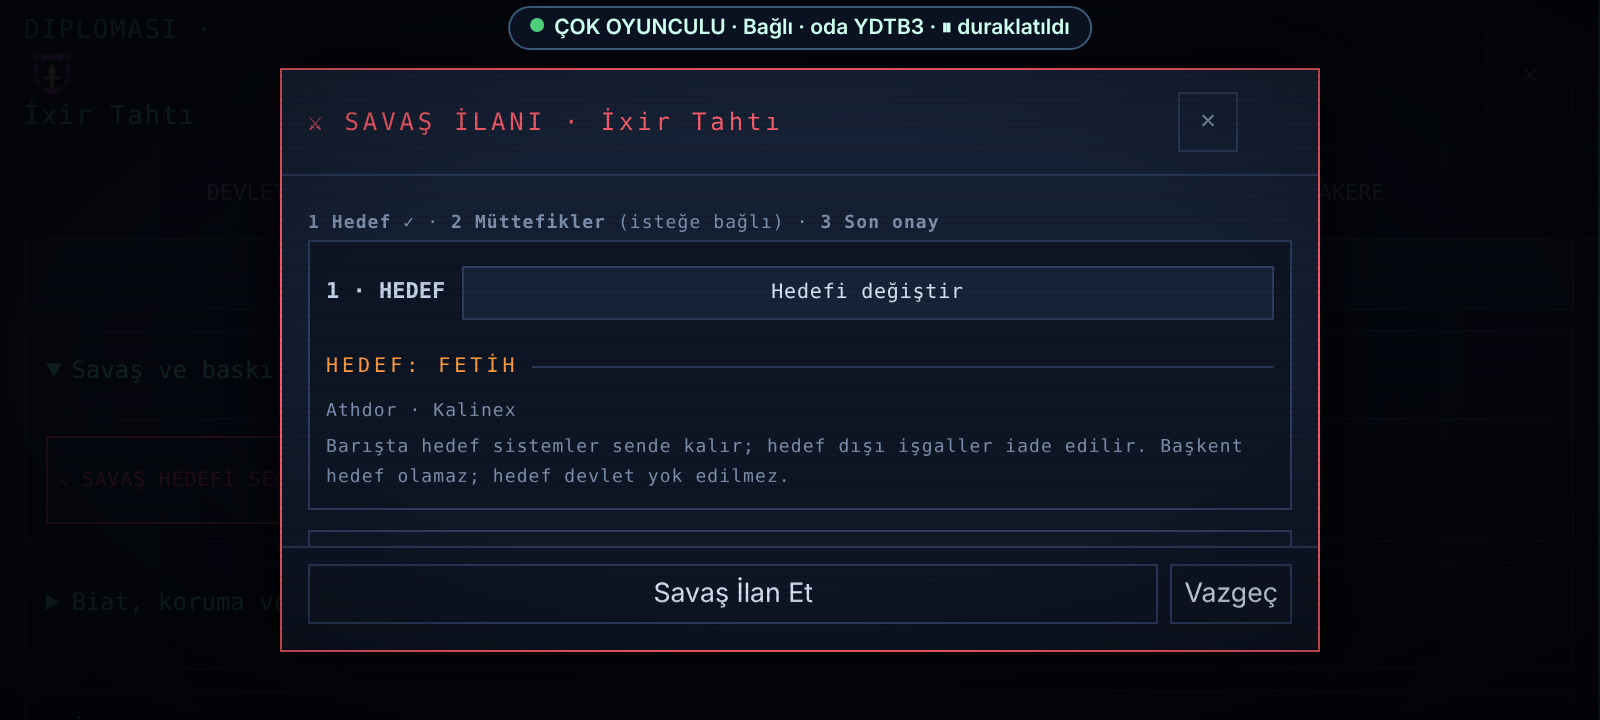 DIPLOMASI ·
ÇOK OYUNCULU · Bağlı · oda YDTB3 · ⏸ duraklatıldı
×
İxir Tahtı
⚔ SAVAŞ İLANI · İxir Tahtı
×
DEVLET
AKERE
1 Hedef ✓ · 2 Müttefikler (isteğe bağlı) · 3 Son onay
1 · HEDEF
Hedefi değiştir
▼ Savaş ve baskı
HEDEF: FETİH
Athdor · Kalinex
Barışta hedef sistemler sende kalır; hedef dışı işgaller iade edilir. Başkent
hedef olamaz; hedef devlet yok edilmez.
⚔ SAVAŞ HEDEFİ SEÇ
▶ Biat, koruma ve
Savaş İlan Et
Vazgeç